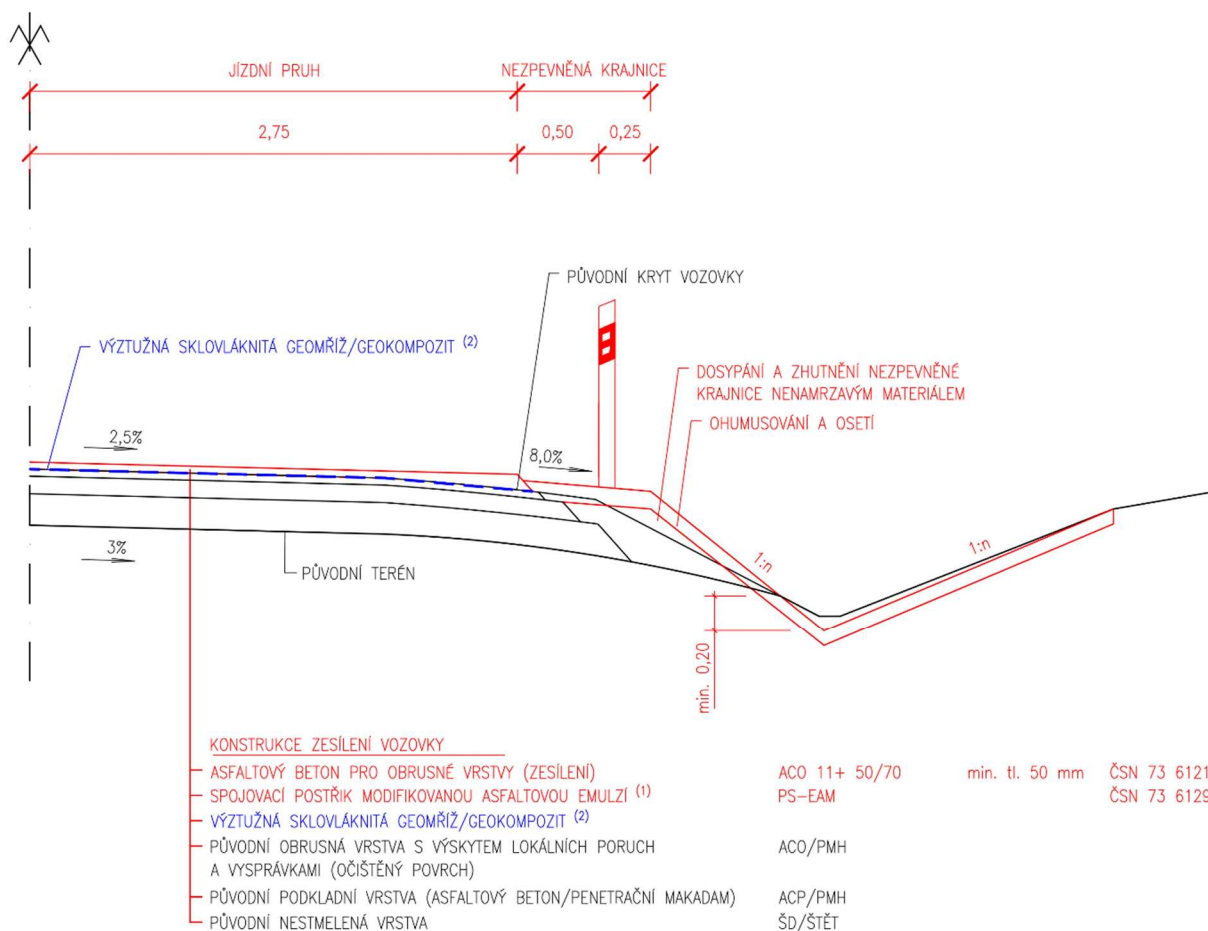 JÍZDNÍ PRUH NEZPEVNĚNÁ KRAJNICE
2,75 0,50 0,25
PŮVODNÍ KRYT VOZOVKY
VÝZTUŽNÁ SKLOVLÁKNITÁ GEOMŘÍŽ/GEOKOMPOZIT (2)
DOSYPÁNÍ A ZHUTNĚNÍ NEZPEVNĚNÉ
KRAJNICE NENAMRZAVÝM MATERIÁLEM
OHUMUSOVÁNÍ A OSETÍ
2,5%
8,0%
3%
PŮVODNÍ TERÉN
1:n
1:n
min. 0,20
KONSTRUKCE ZESÍLENÍ VOZOVKY
ASFALTOVÝ BETON PRO OBRUSNÉ VRSTVY (ZESÍLENÍ) ACO 11+ 50/70 min. tl. 50 mm ČSN 73 6121
SPOJOVACÍ POSTŘIK MODIFIKOVANOU ASFALTOVOU EMULZÍ (1) PS-EAM ČSN 73 6129
VÝZTUŽNÁ SKLOVLÁKNITÁ GEOMŘÍŽ/GEOKOMPOZIT (2)
PŮVODNÍ OBRUSNÁ VRSTVA S VÝSKYTEM LOKÁLNÍCH PORUCH ACO/PMH
A VYSPRÁVKAMI (OČIŠTĚNÝ POVRCH)
PŮVODNÍ PODKLADNÍ VRSTVA (ASFALTOVÝ BETON/PENETRAČNÍ MAKADAM) ACP/PMH
PŮVODNÍ NESTMELENÁ VRSTVA ŠD/ŠTĚT